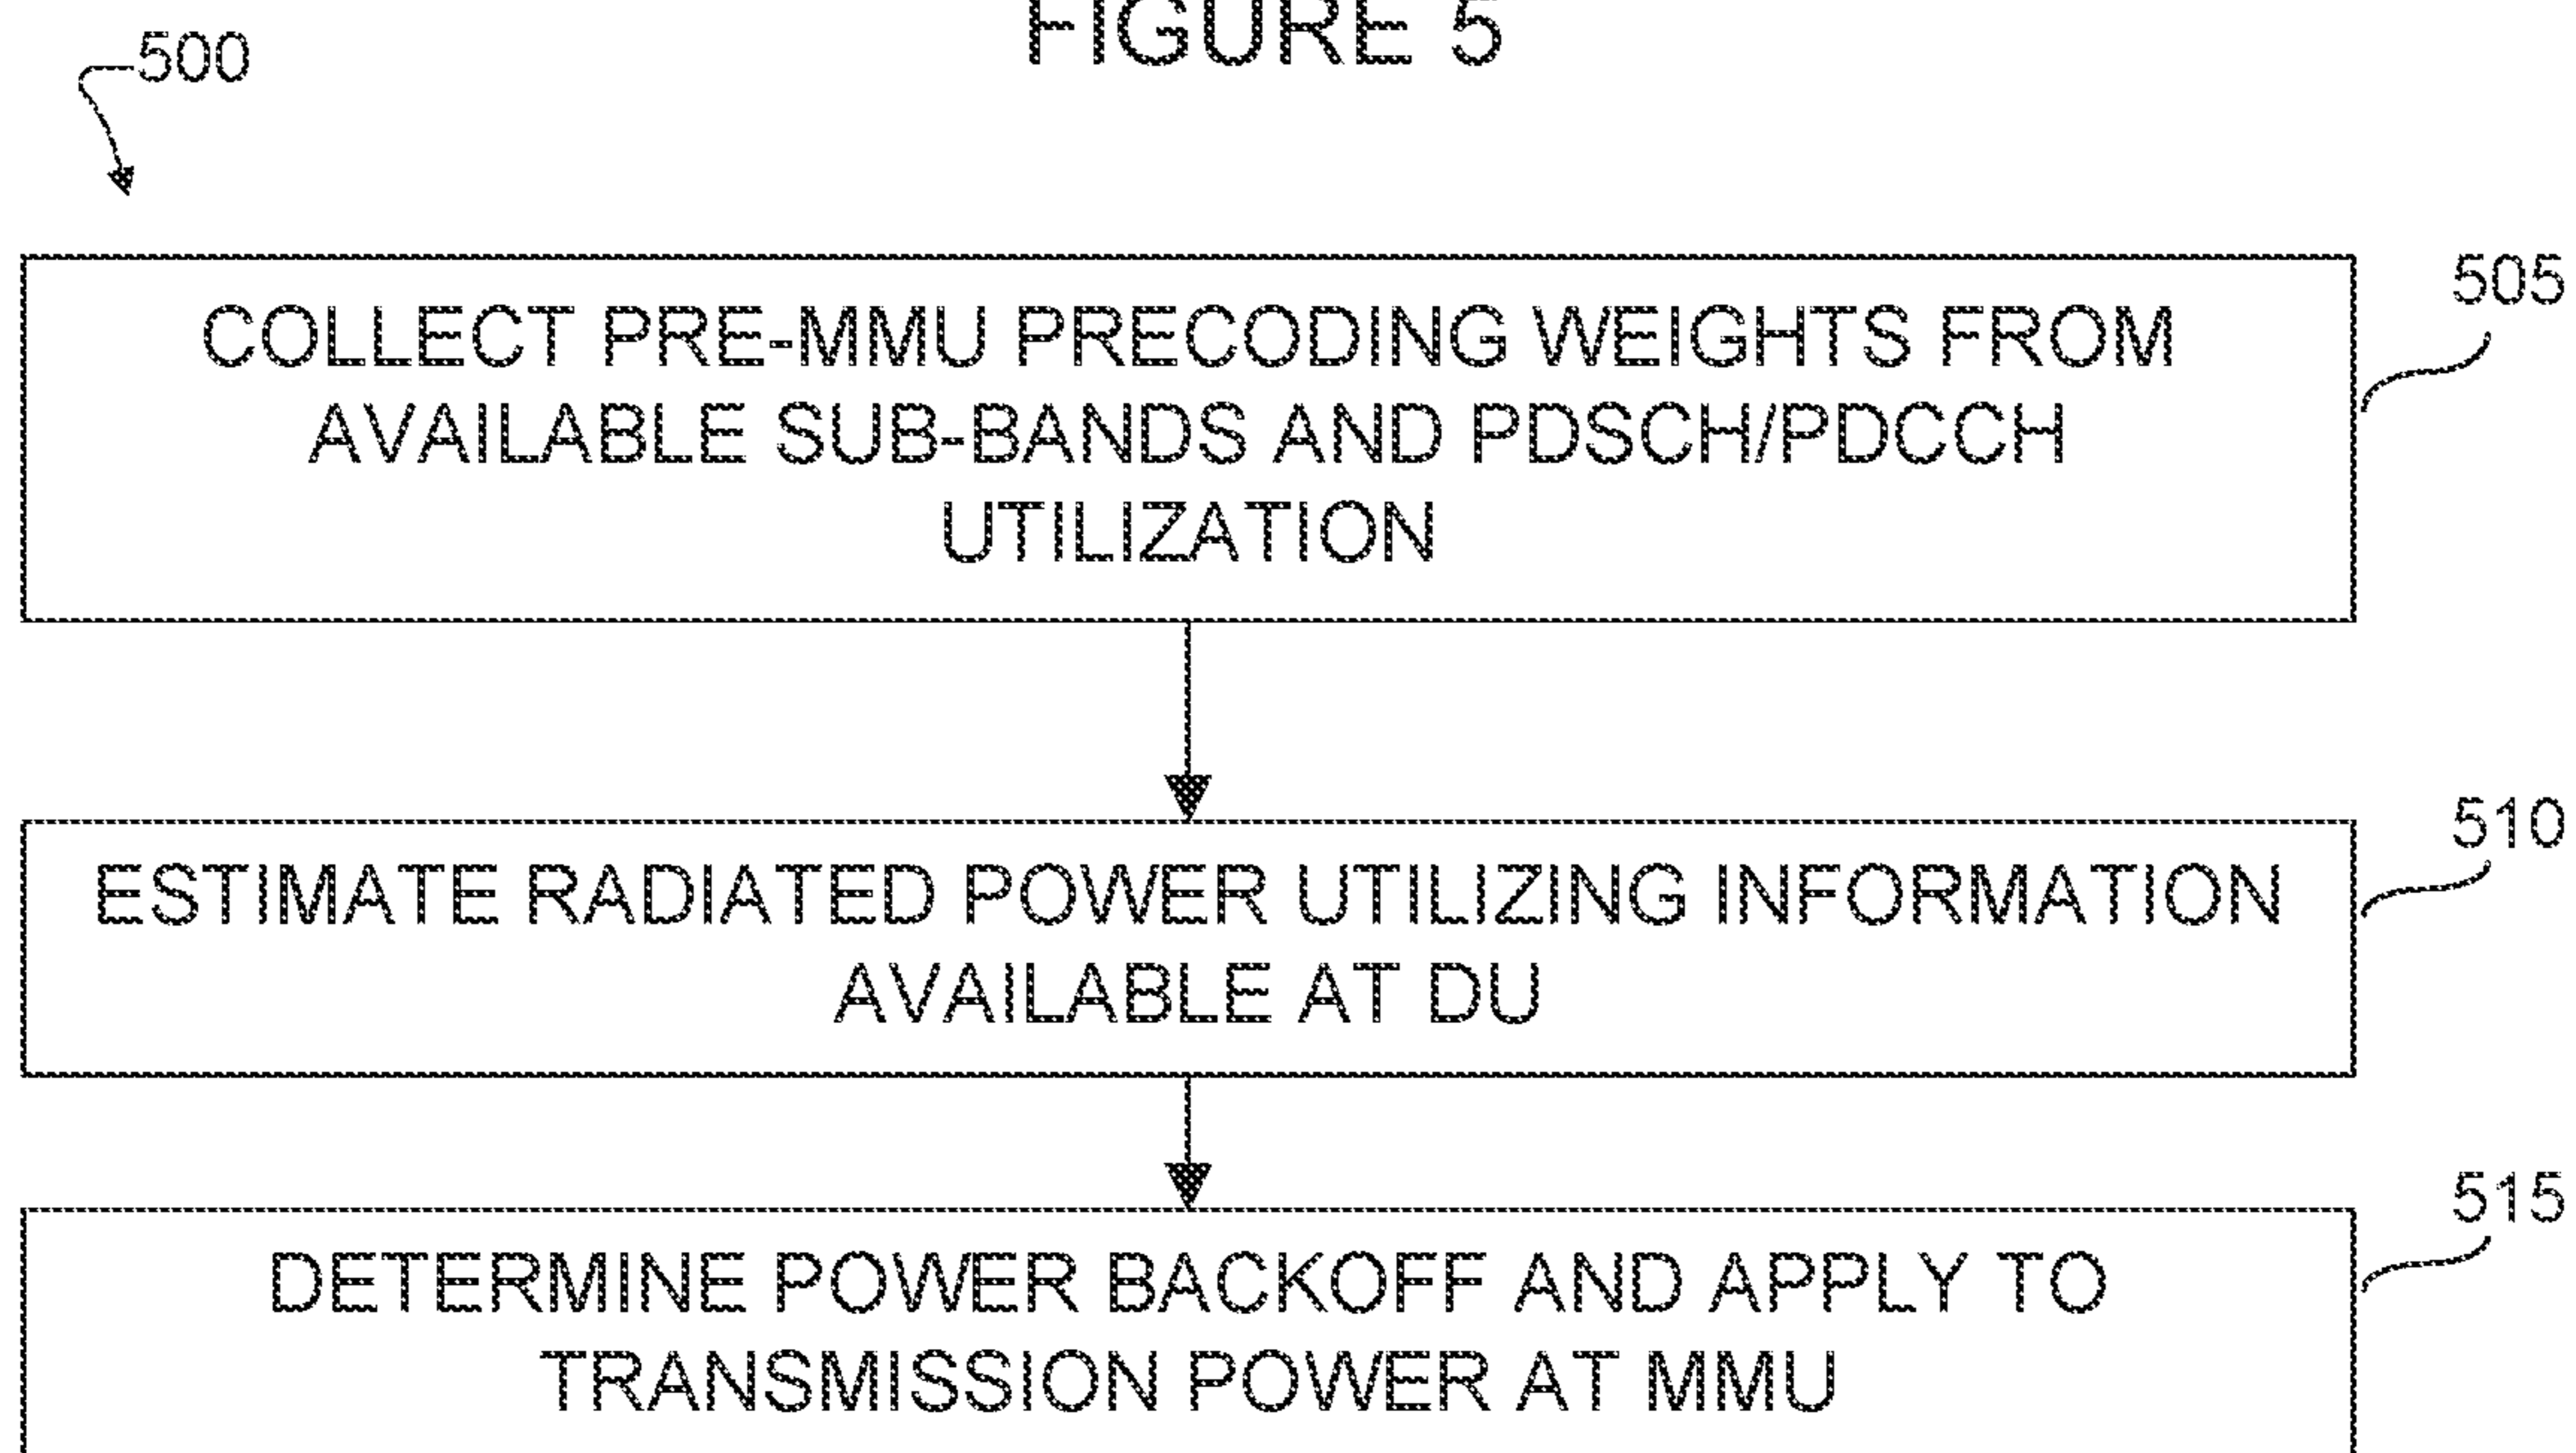 FIGURE 5
500
505
COLLECT PRE-MMU PRECODING WEIGHTS FROM
AVAILABLE SUB-BANDS AND PDSCH/PDCCH
UTILIZATION
510
ESTIMATE RADIATED POWER UTILIZING INFORMATION
AVAILABLE AT DU
515
DETERMINE POWER BACKOFF AND APPLY TO
TRANSMISSION POWER AT MMU